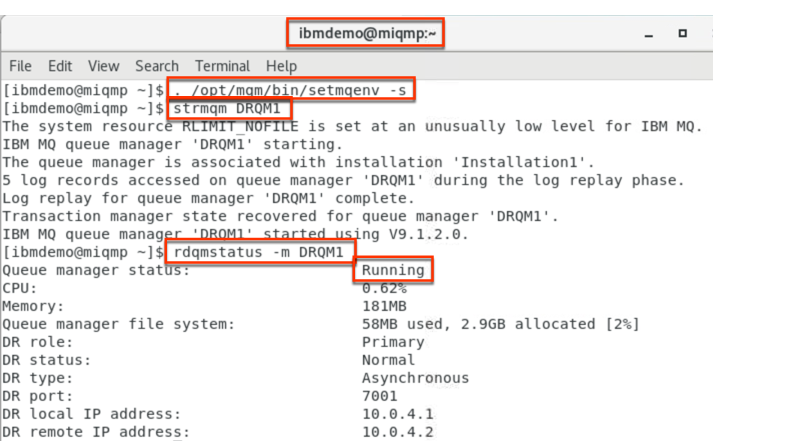 ibmdemo@miqmp:~
File Edit View Search Terminal Help
[ibmdemo@miqmp ~]$ . /opt/mqm/bin/setmqenv -s
[ibmdemo@miqmp ~]$ strmqm DRQM1
The system resource RLIMIT_NOFILE is set at an unusually low level for IBM MQ.
IBM MQ queue manager 'DRQM1' starting.
The queue manager is associated with installation 'Installation1'.
5 log records accessed on queue manager 'DRQM1' during the log replay phase.
Log replay for queue manager 'DRQM1' complete.
Transaction manager state recovered for queue manager 'DRQM1'.
IBM MQ queue manager 'DRQM1' started using V9.1.2.0.
[ibmdemo@miqmp ~]$ rdqmstatus -m DRQM1
Queue manager status: Running
CPU: 0.62%
Memory: 181MB
Queue manager file system: 58MB used, 2.9GB allocated [2%]
DR role: Primary
DR status: Normal
DR type: Asynchronous
DR port: 7001
DR local IP address: 10.0.4.1
DR remote IP address: 10.0.4.2